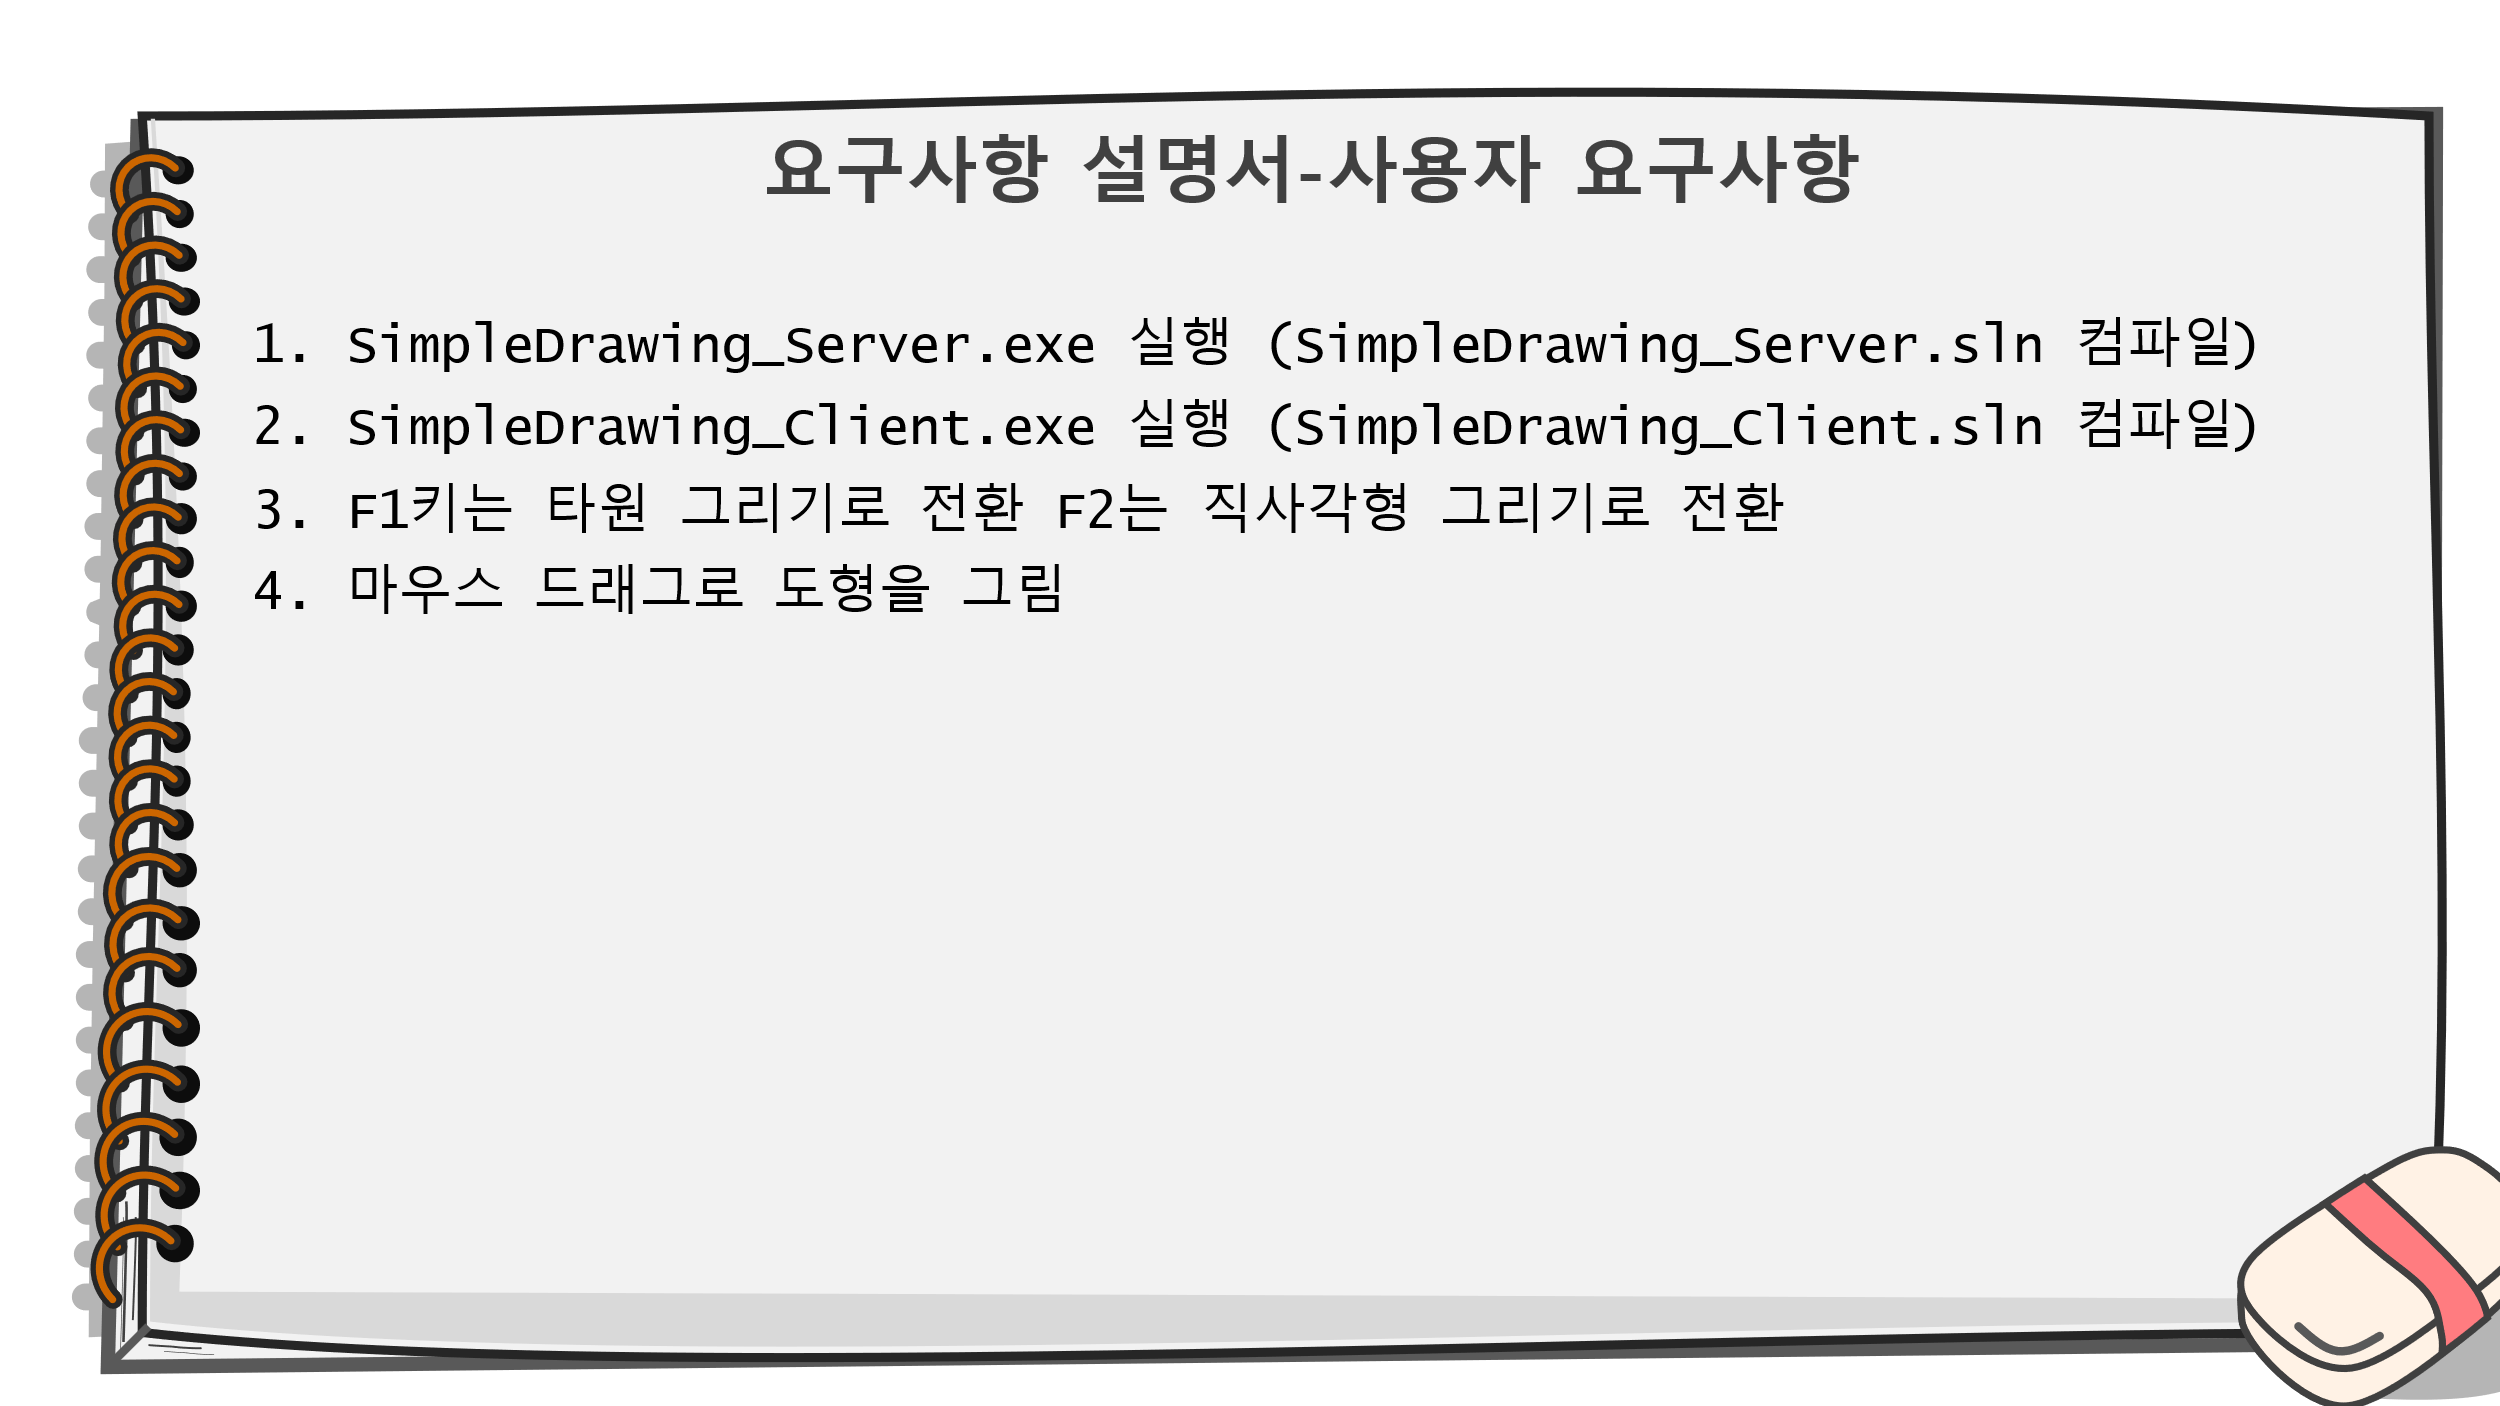 요구사항 설명서-사용자 요구사항
1. SimpleDrawing_Server.exe 실행 (SimpleDrawing_Server.sln 컴파일)
2. SimpleDrawing_Client.exe 실행 (SimpleDrawing_Client.sln 컴파일)
3. F1키는 타원 그리기로 전환 F2는 직사각형 그리기로 전환
4. 마우스 드래그로 도형을 그림